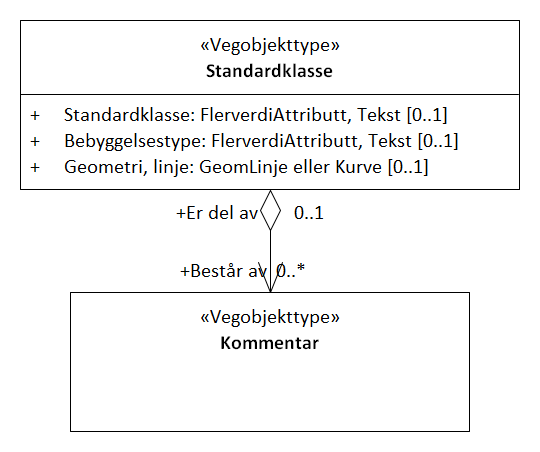 «Vegobjekttype»
Standardklasse
+ Standardklasse: FlerverdiAttributt, Tekst [0..1]
+ Bebyggelsestype: FlerverdiAttributt, Tekst [0..1]
+ Geometri, linje: GeomLinje eller Kurve [0..1]
+Er del av 0..1
+Består av 0..*
«Vegobjekttype»
Kommentar